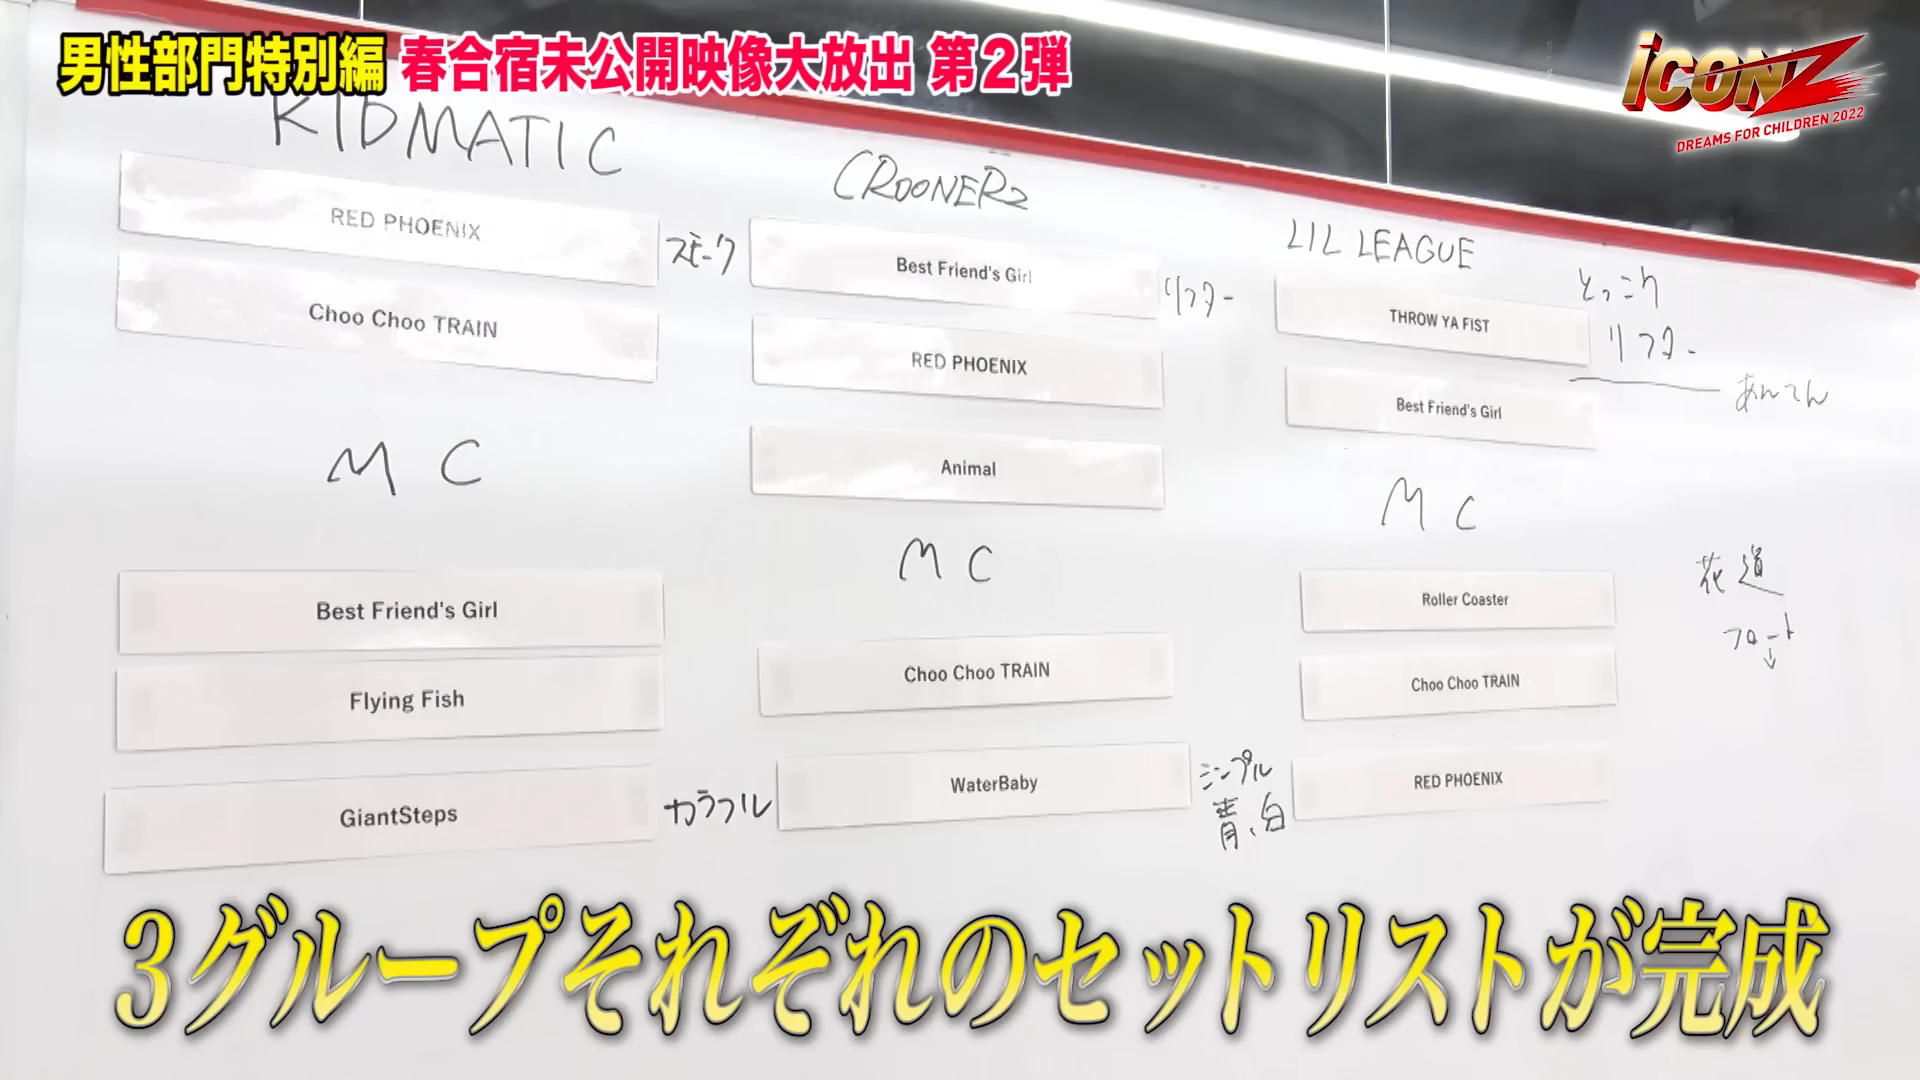 男性部門特別編 春合宿未公開映像大放出 第2弾
iCON Z
DREAMS FOR CHILDREN 2022
KIDMATIC
RED PHOENIX
スモーク
Choo Choo TRAIN
MC
Best Friend's Girl
Flying Fish
GiantSteps
カラフル
CROONERZ
Best Friend's Girl
リフター
RED PHOENIX
Animal
MC
Choo Choo TRAIN
WaterBaby
シンプル
青、白
LIL LEAGUE
THROW YA FIST
とっこう
リフター
Best Friend's Girl
あんてん
MC
Roller Coaster
Choo Choo TRAIN
RED PHOENIX
花道
フロート
↓
3グループそれぞれのセットリストが完成